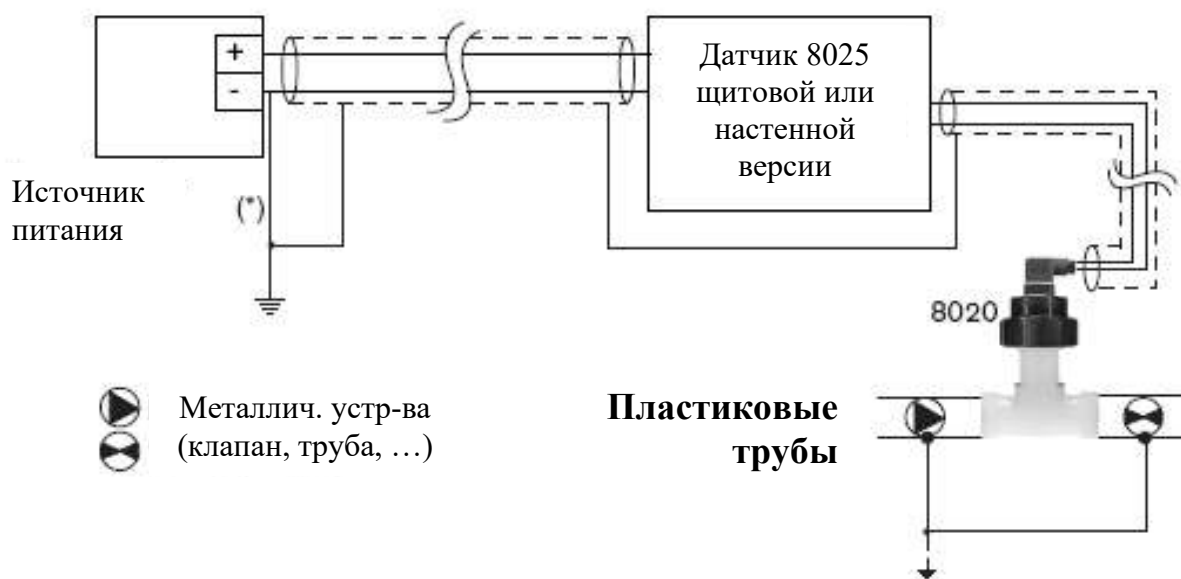 +
-
Датчик 8025
щитовой или
настенной
версии
Источник
питания
(*)
8020
Металлич. устр-ва
(клапан, труба, …)
Пластиковые
трубы